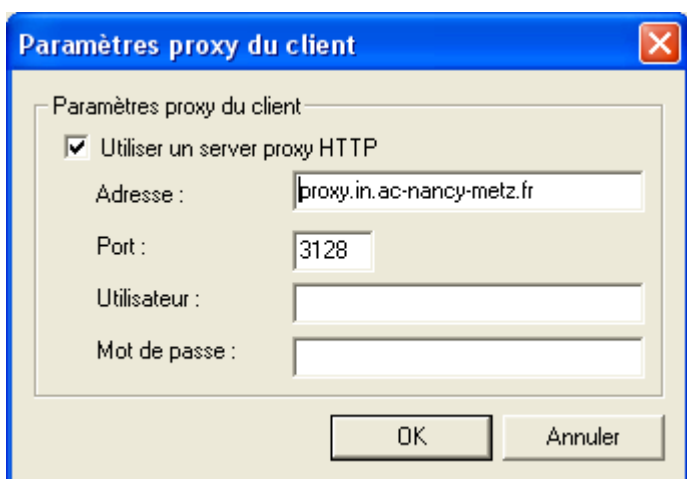 Paramètres proxy du client
Paramètres proxy du client
Utiliser un server proxy HTTP
Adresse : proxy.in.ac-nancy-metz.fr
Port : 3128
Utilisateur :
Mot de passe :
OK Annuler